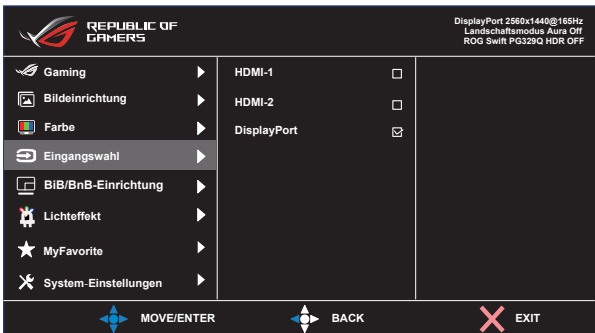 REPUBLIC OF
GAMERS
DisplayPort 2560x1440@165Hz
Landschaftsmodus Aura Off
ROG Swift PG329Q HDR OFF
Gaming
Bildeinrichtung
Farbe
Eingangswahl
BiB/BnB-Einrichtung
Lichteffekt
MyFavorite
System-Einstellungen
HDMI-1
HDMI-2
DisplayPort
MOVE/ENTER
BACK
EXIT